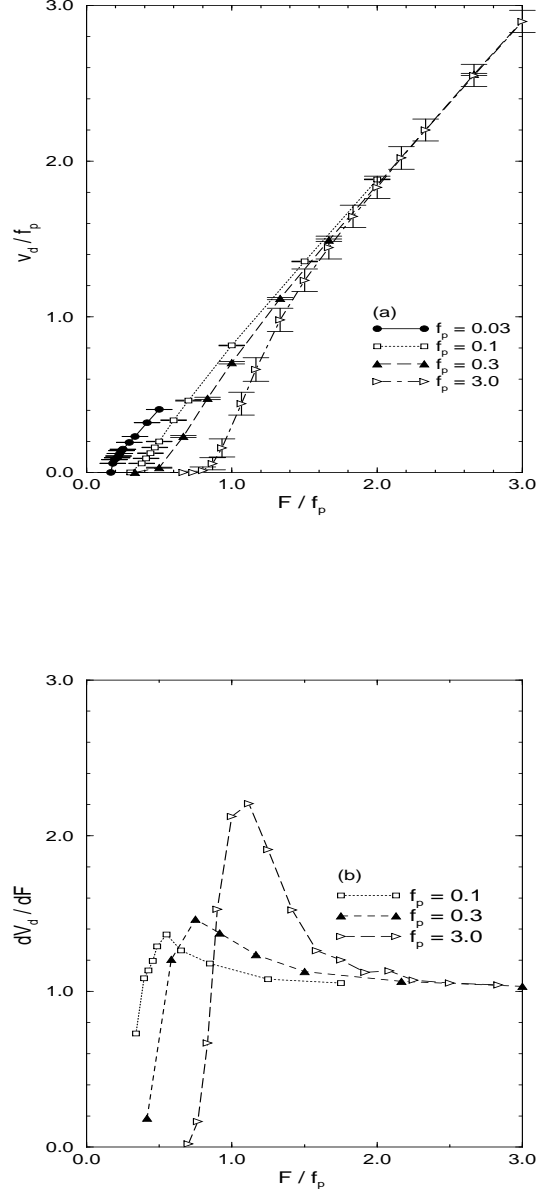 3.0
2.0
v_d / f_p
1.0
(a)
f_p = 0.03
f_p = 0.1
f_p = 0.3
f_p = 3.0
0.0
0.0 1.0 2.0 3.0
F / f_p
3.0
2.0
dV_d / dF
(b)
f_p = 0.1
f_p = 0.3
f_p = 3.0
1.0
0.0
0.0 1.0 2.0 3.0
F / f_p